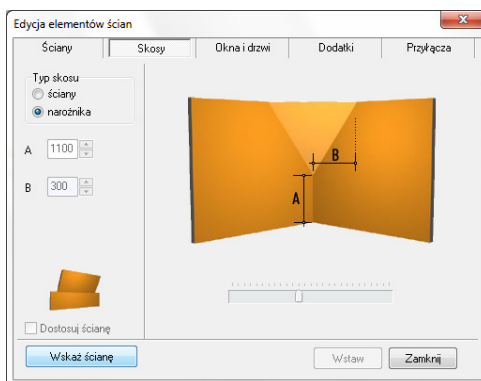 Edycja elementów ścian
Ściany
Skosy
Okna i drzwi
Dodatki
Przyłącza
Typ skosu
ściany
narożnika
A 1100
B 300
B
A
Dostosuj ścianę
Wskaż ścianę
Wstaw
Zamknij